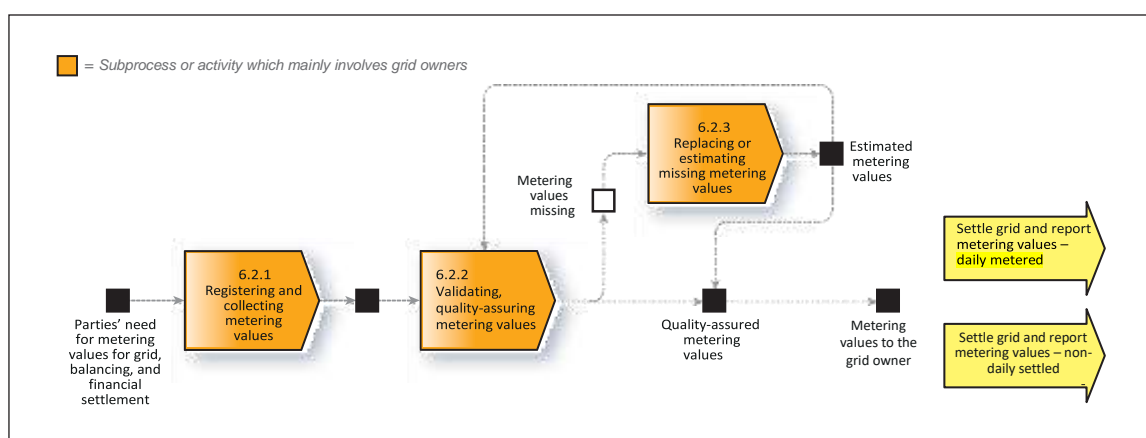 = Subprocess or activity which mainly involves grid owners
6.2.3
Replacing or
estimating
missing metering
values
Estimated
metering
values
Metering
values
missing
Settle grid and report
metering values –
daily metered
6.2.1
Registering and
collecting
metering
values
6.2.2
Validating,
quality-assuring
metering values
Parties' need
for metering
values for grid,
balancing, and
financial
settlement
Quality-assured
metering
values
Metering
values to the
grid owner
Settle grid and report
metering values – non-
daily settled